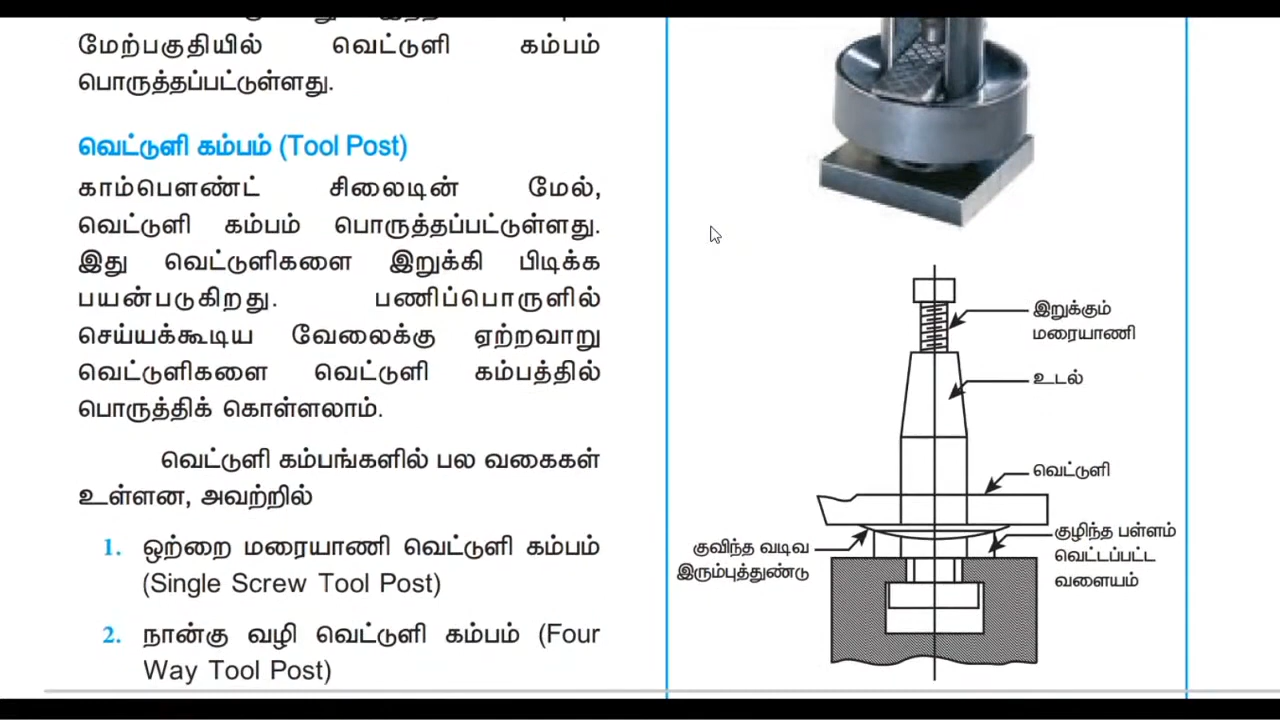 மேற்பகுதியில் வெட்டுளி கம்பம்
பொருத்தப்பட்டுள்ளது.
வெட்டுளி கம்பம் (Tool Post)
காம்பௌண்ட் சிலைடின் மேல்,
வெட்டுளி கம்பம் பொருத்தப்பட்டுள்ளது.
இது வெட்டுளிகளை இறுக்கி பிடிக்க
பயன்படுகிறது. பணிப்பொருளில்
செய்யக்கூடிய வேலைக்கு ஏற்றவாறு
வெட்டுளிகளை வெட்டுளி கம்பத்தில்
பொருத்திக் கொள்ளலாம்.
வெட்டுளி கம்பங்களில் பல வகைகள்
உள்ளன, அவற்றில்
1. ஒற்றை மரையாணி வெட்டுளி கம்பம்
(Single Screw Tool Post)
2. நான்கு வழி வெட்டுளி கம்பம் (Four
Way Tool Post)
இறுக்கும்
மரையாணி
உடல்
வெட்டுளி
குவிந்த வடிவ
இரும்புத்துண்டு
குழிந்த பள்ளம்
வெட்டப்பட்ட
வளையம்